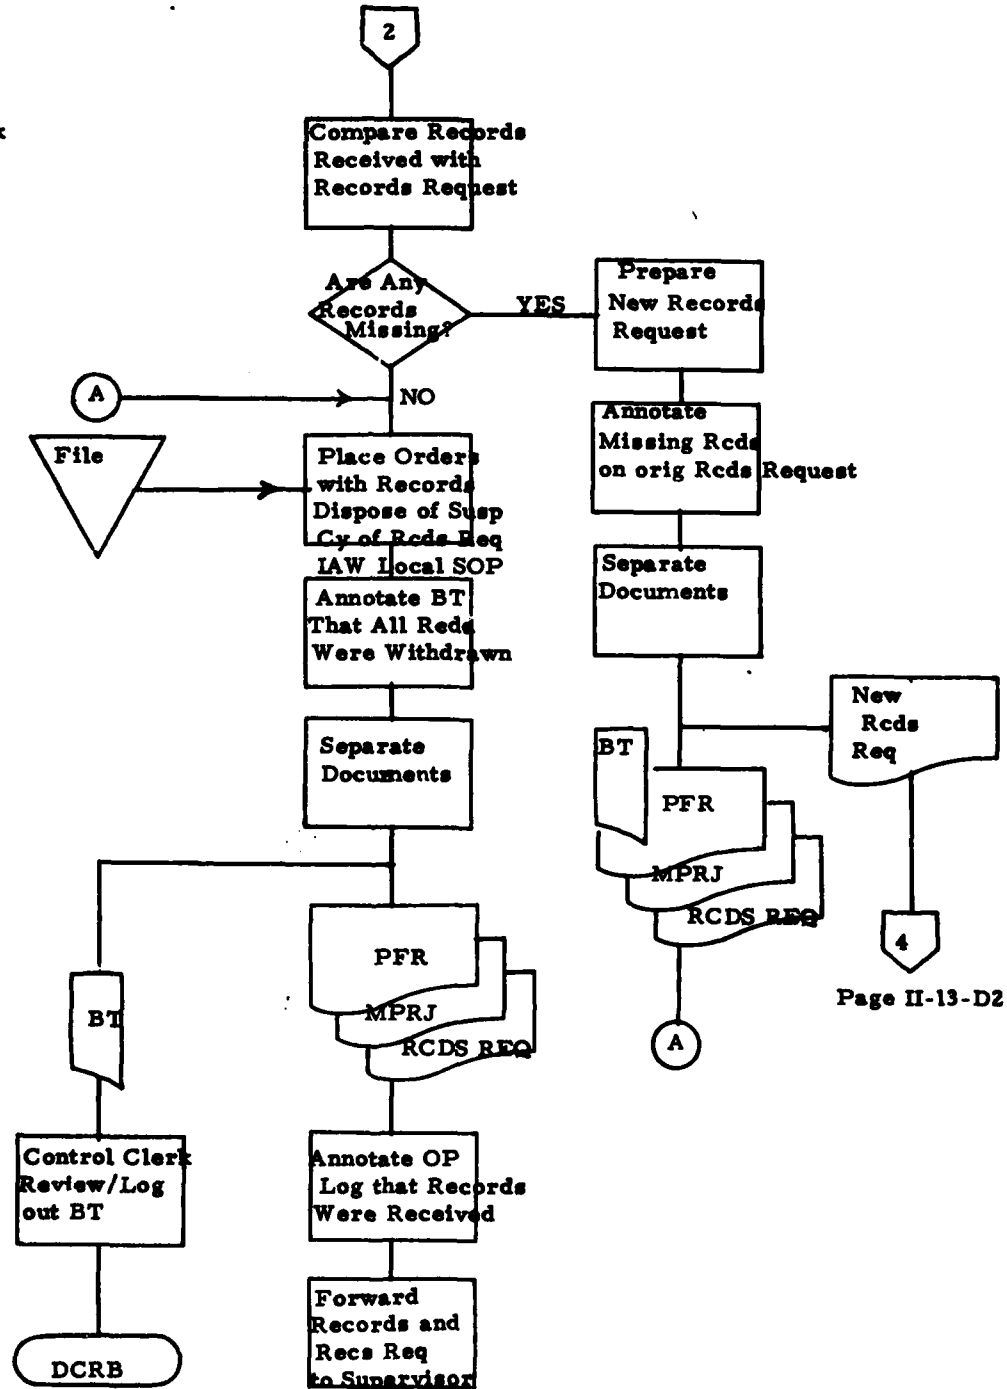 2
Compare Records
Received with
Records Request
Are Any
Records
Missing?
YES
NO
Prepare
New Records
Request
Annotate
Missing Rcds
on orig Rcds Request
Separate
Documents
New
Rcds
Req
BT
PFR
MPRJ
RCDS REQ
4
Page II-13-D2
A
A
File
Place Orders
with Records
Dispose of Susp
Cy of Rcds Req
IAW Local SOP
Annotate BT
That All Rcds
Were Withdrawn
Separate
Documents
BT
PFR
MPRJ
RCDS REQ
Control Clerk
Review/Log
out BT
DCRB
Annotate OP
Log that Records
Were Received
Forward
Records and
Recs Req
to Supervisor